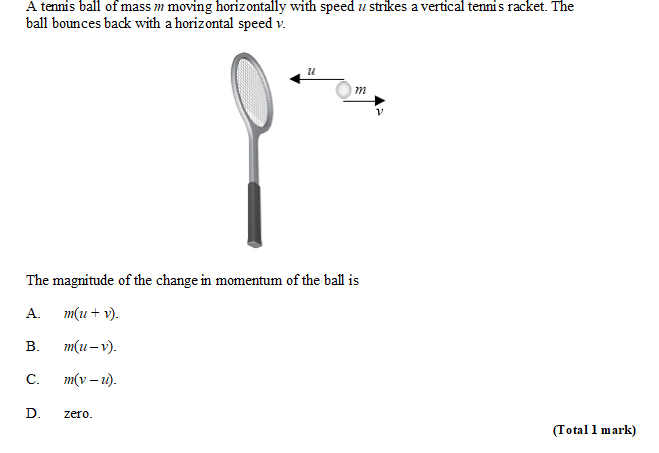 A tennis ball of mass m moving horizontally with speed u strikes a vertical tennis racket. The
ball bounces back with a horizontal speed v.
u
m
v
The magnitude of the change in momentum of the ball is
A. m(u + v).
B. m(u – v).
C. m(v – u).
D. zero.
(Total 1 mark)